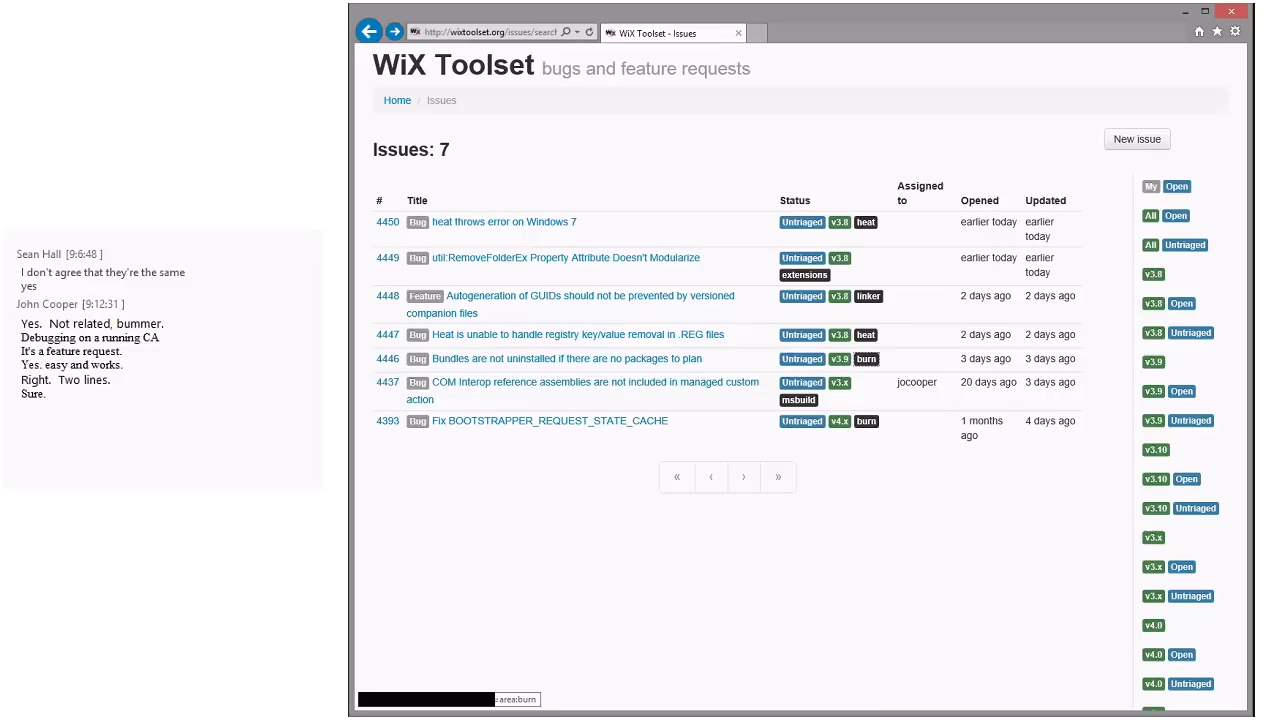 Sean Hall [9:6:48 ]
I don't agree that they're the same
yes
John Cooper [9:12:31 ]
Yes. Not related, bummer.
Debugging on a running CA
It's a feature request.
Yes. easy and works.
Right. Two lines.
Sure.
http://wixtoolset.org/issues/search
WiX Toolset - Issues
WiX Toolset bugs and feature requests
Home / Issues
Issues: 7
New issue
# Title Status Assigned to Opened Updated
4450 Bug heat throws error on Windows 7 Untriaged v3.8 heat earlier today earlier today
4449 Bug util:RemoveFolderEx Property Attribute Doesn't Modularize Untriaged v3.8 extensions earlier today earlier today
4448 Feature Autogeneration of GUIDs should not be prevented by versioned companion files Untriaged v3.8 linker 2 days ago 2 days ago
4447 Bug Heat is unable to handle registry key/value removal in .REG files Untriaged v3.8 heat 2 days ago 2 days ago
4446 Bug Bundles are not uninstalled if there are no packages to plan Untriaged v3.9 burn 3 days ago 3 days ago
4437 Bug COM Interop reference assemblies are not included in managed custom action Untriaged v3.x msbuild jocooper 20 days ago 3 days ago
4393 Bug Fix BOOTSTRAPPER_REQUEST_STATE_CACHE Untriaged v4.x burn 1 months ago 4 days ago
« ‹ › »
My Open
All Open
All Untriaged
v3.8
v3.8 Open
v3.8 Untriaged
v3.9
v3.9 Open
v3.9 Untriaged
v3.10
v3.10 Open
v3.10 Untriaged
v3.x
v3.x Open
v3.x Untriaged
v4.0
v4.0 Open
v4.0 Untriaged
=area:burn